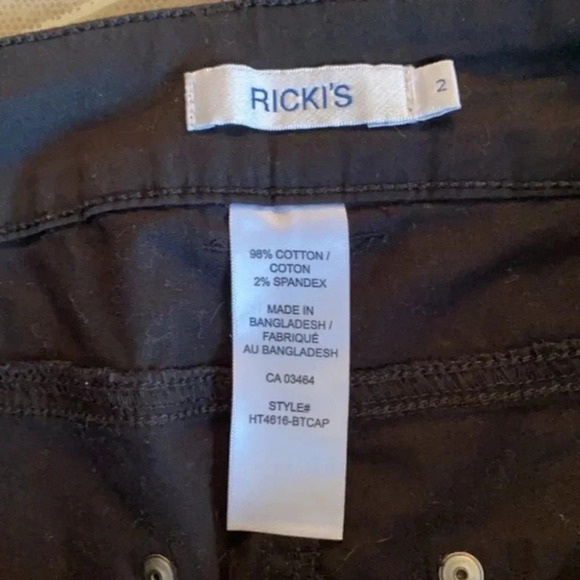 RICKI'S
2
98% COTTON /
COTON
2% SPANDEX
MADE IN
BANGLADESH /
FABRIQUÉ
AU BANGLADESH
CA 03464
STYLE#
HT4616-BTCAP